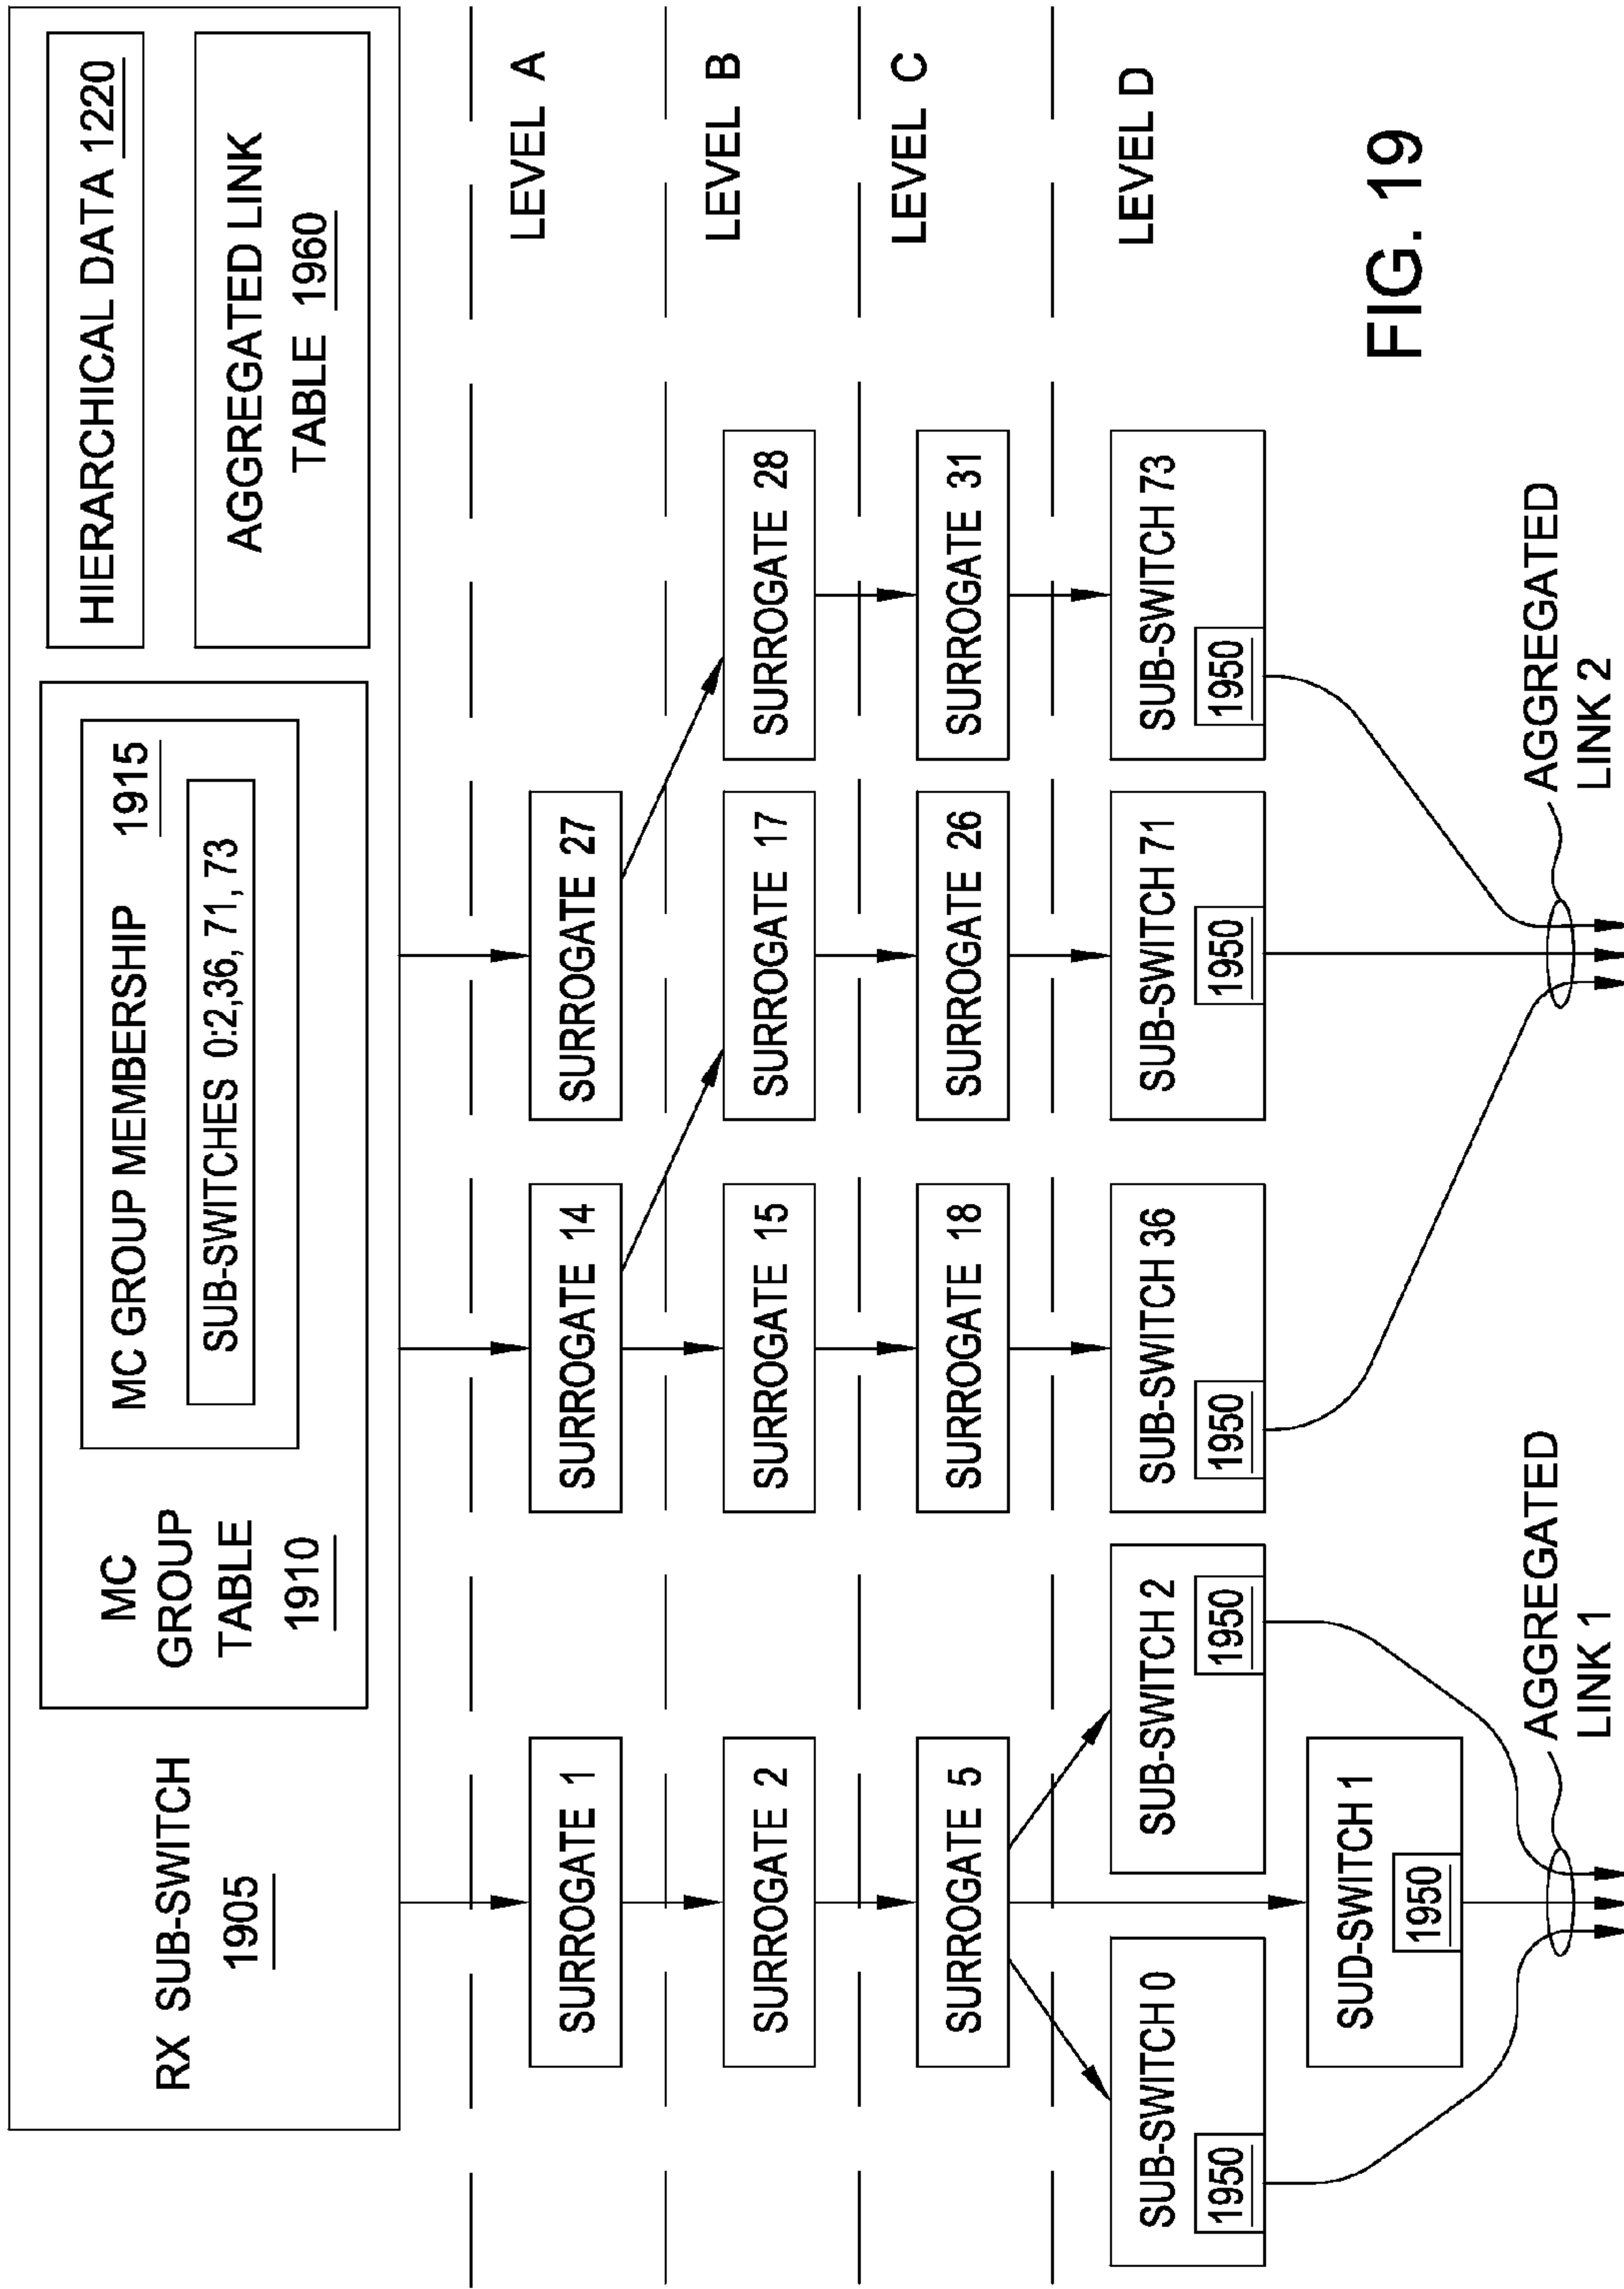 RX SUB-SWITCH
1905
MC
GROUP
TABLE
1910
MC GROUP MEMBERSHIP 1915
SUB-SWITCHES 0:2,36, 71, 73
HIERARCHICAL DATA 1220
AGGREGATED LINK
TABLE 1960
LEVEL A
SURROGATE 1
SURROGATE 14
SURROGATE 27
LEVEL B
SURROGATE 2
SURROGATE 15
SURROGATE 17
SURROGATE 28
LEVEL C
SURROGATE 5
SURROGATE 18
SURROGATE 26
SURROGATE 31
LEVEL D
SUB-SWITCH 0
1950
SUB-SWITCH 2
1950
SUB-SWITCH 36
1950
SUB-SWITCH 71
1950
SUB-SWITCH 73
1950
SUD-SWITCH 1
1950
AGGREGATED
LINK 1
AGGREGATED
LINK 2
FIG. 19